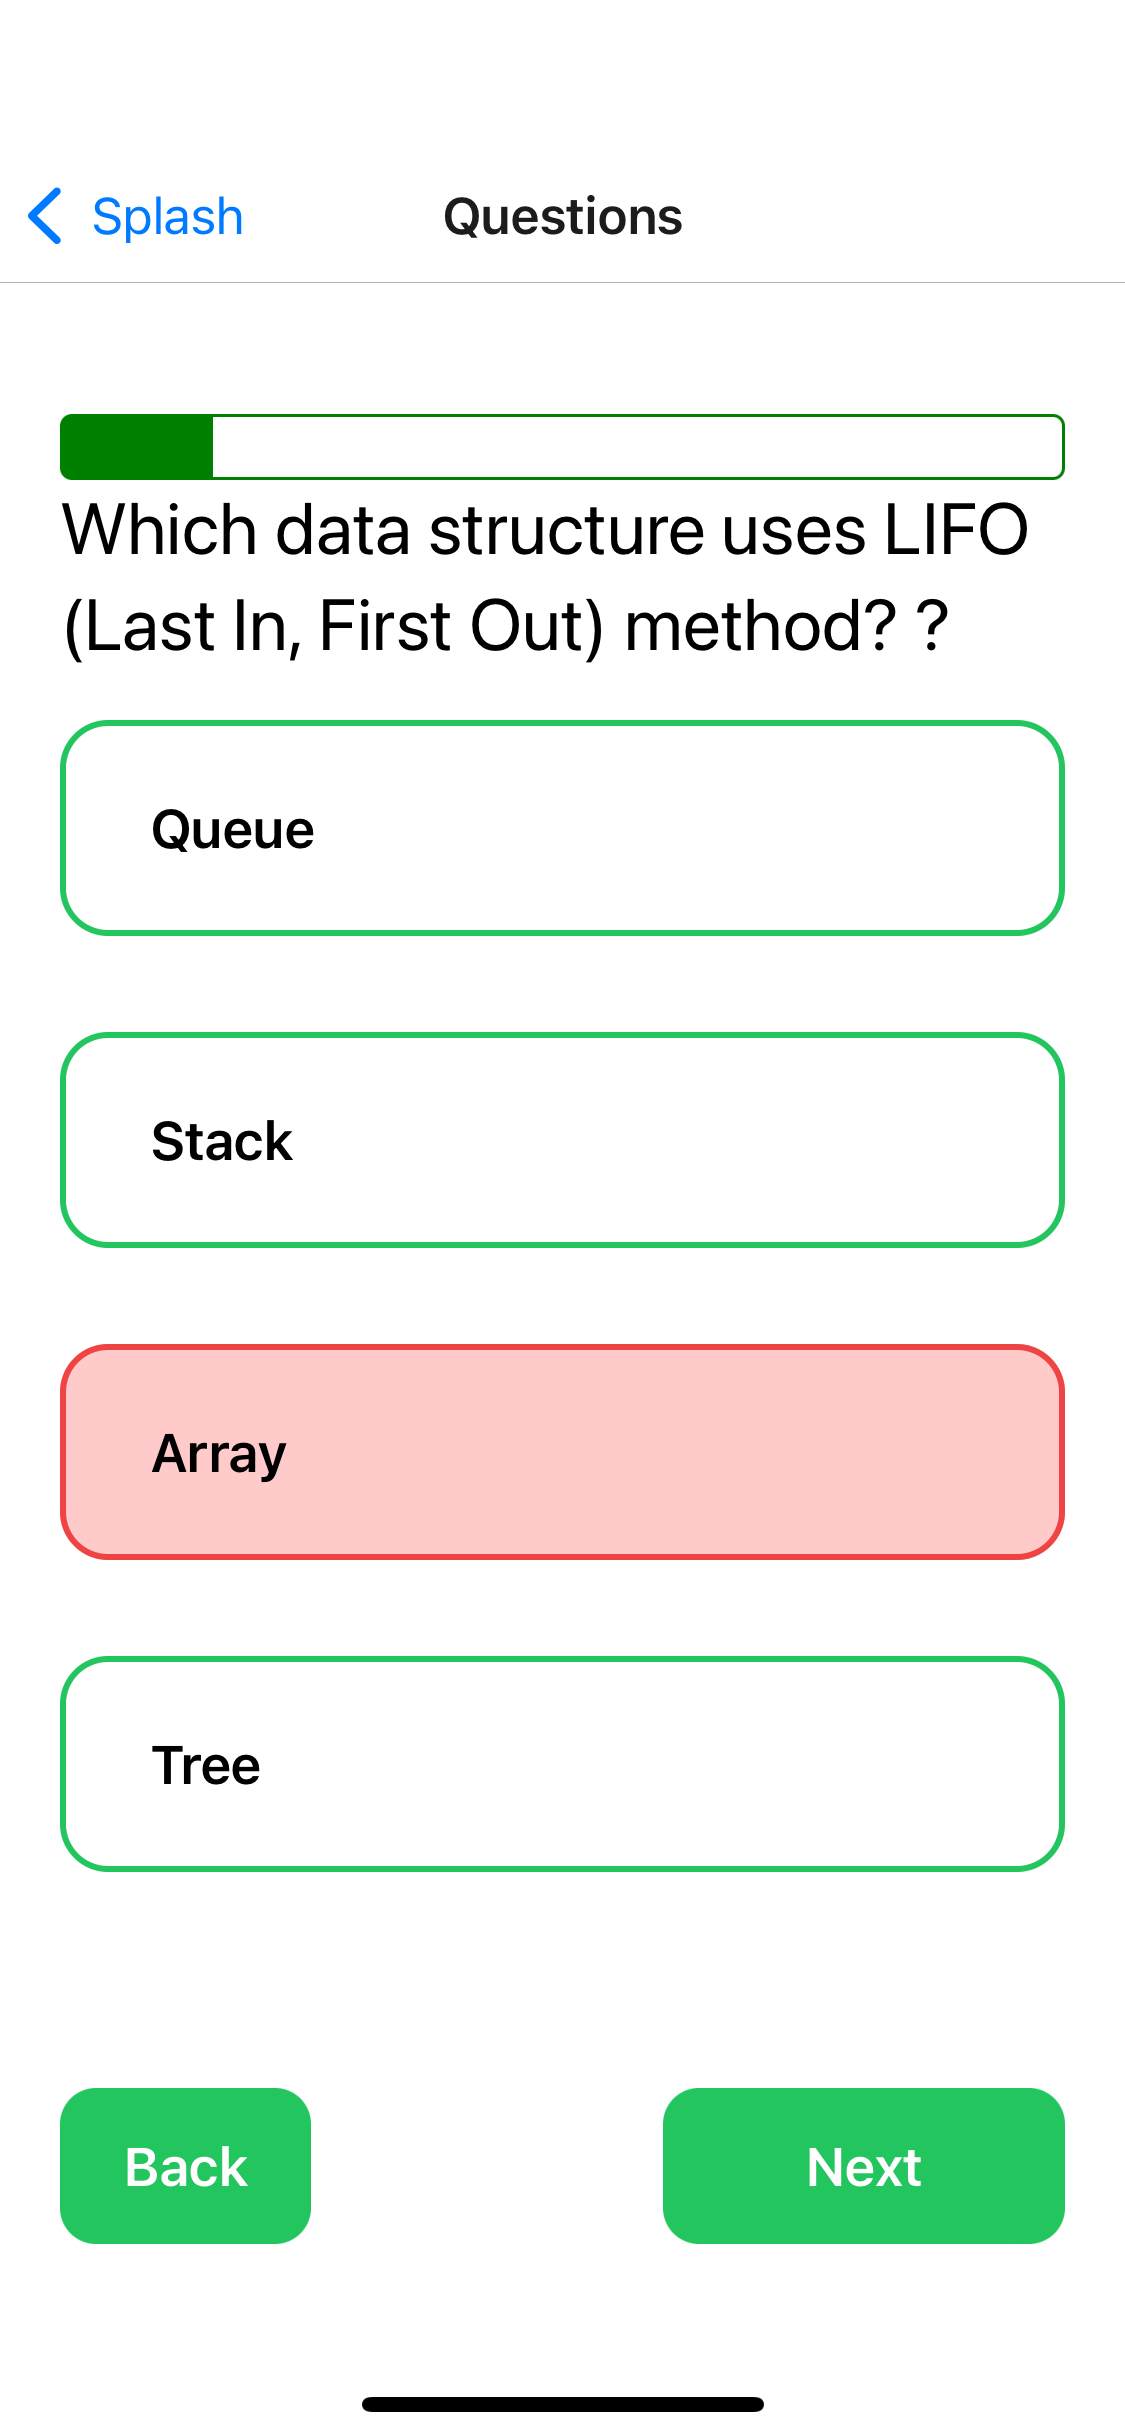 Splash
Questions
Which data structure uses LIFO
(Last In, First Out) method? ?
Queue
Stack
Array
Tree
Back
Next